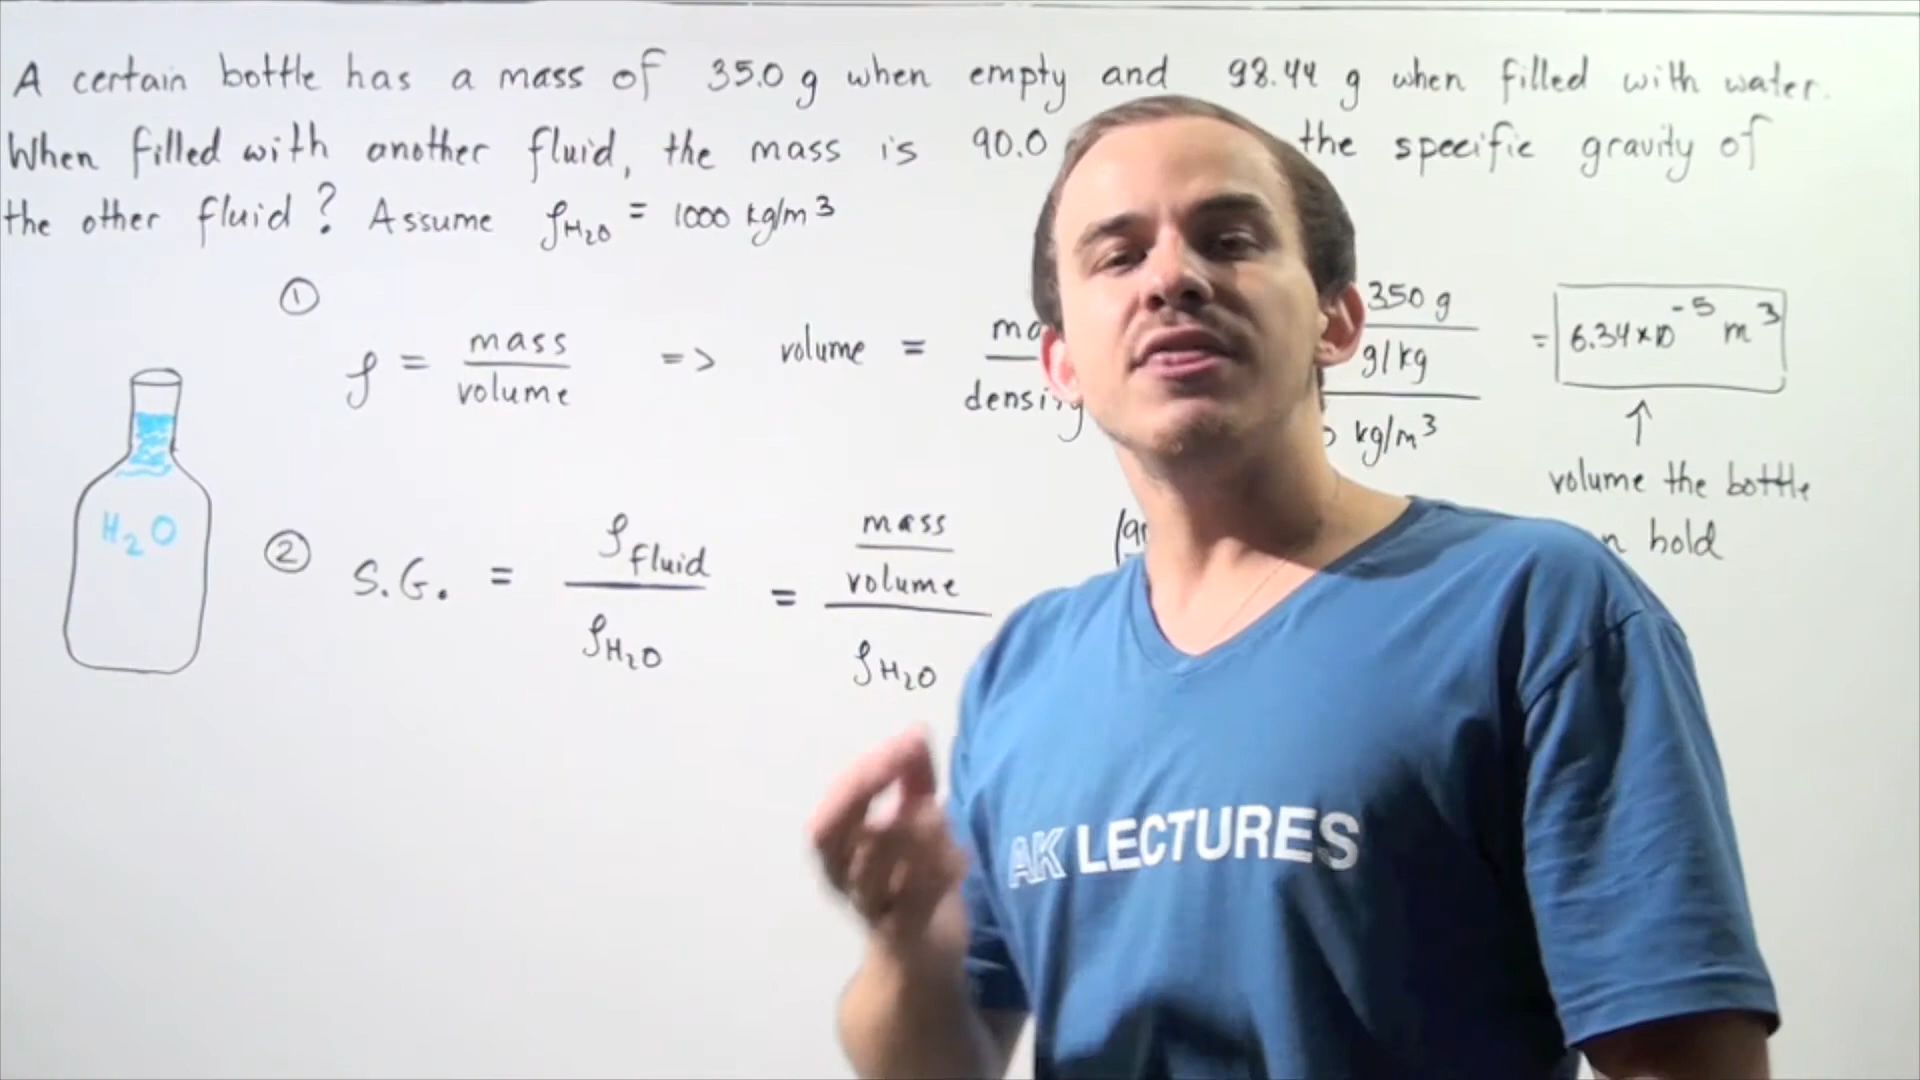 A certain bottle has a mass of 35.0 g when empty and 98.44 g when filled with water.
When filled with another fluid, the mass is 90.0 the specific gravity of
the other fluid? Assume ρH₂O = 1000 kg/m³
①
ρ = mass/volume => volume = density 350 g g/kg kg/m³ = 6.34×10⁻⁵ m³
↑
volume the bottle
hold
H₂O
② S.G. = ρfluid/ρH₂O = mass/volume/ρH₂O
AK LECTURES